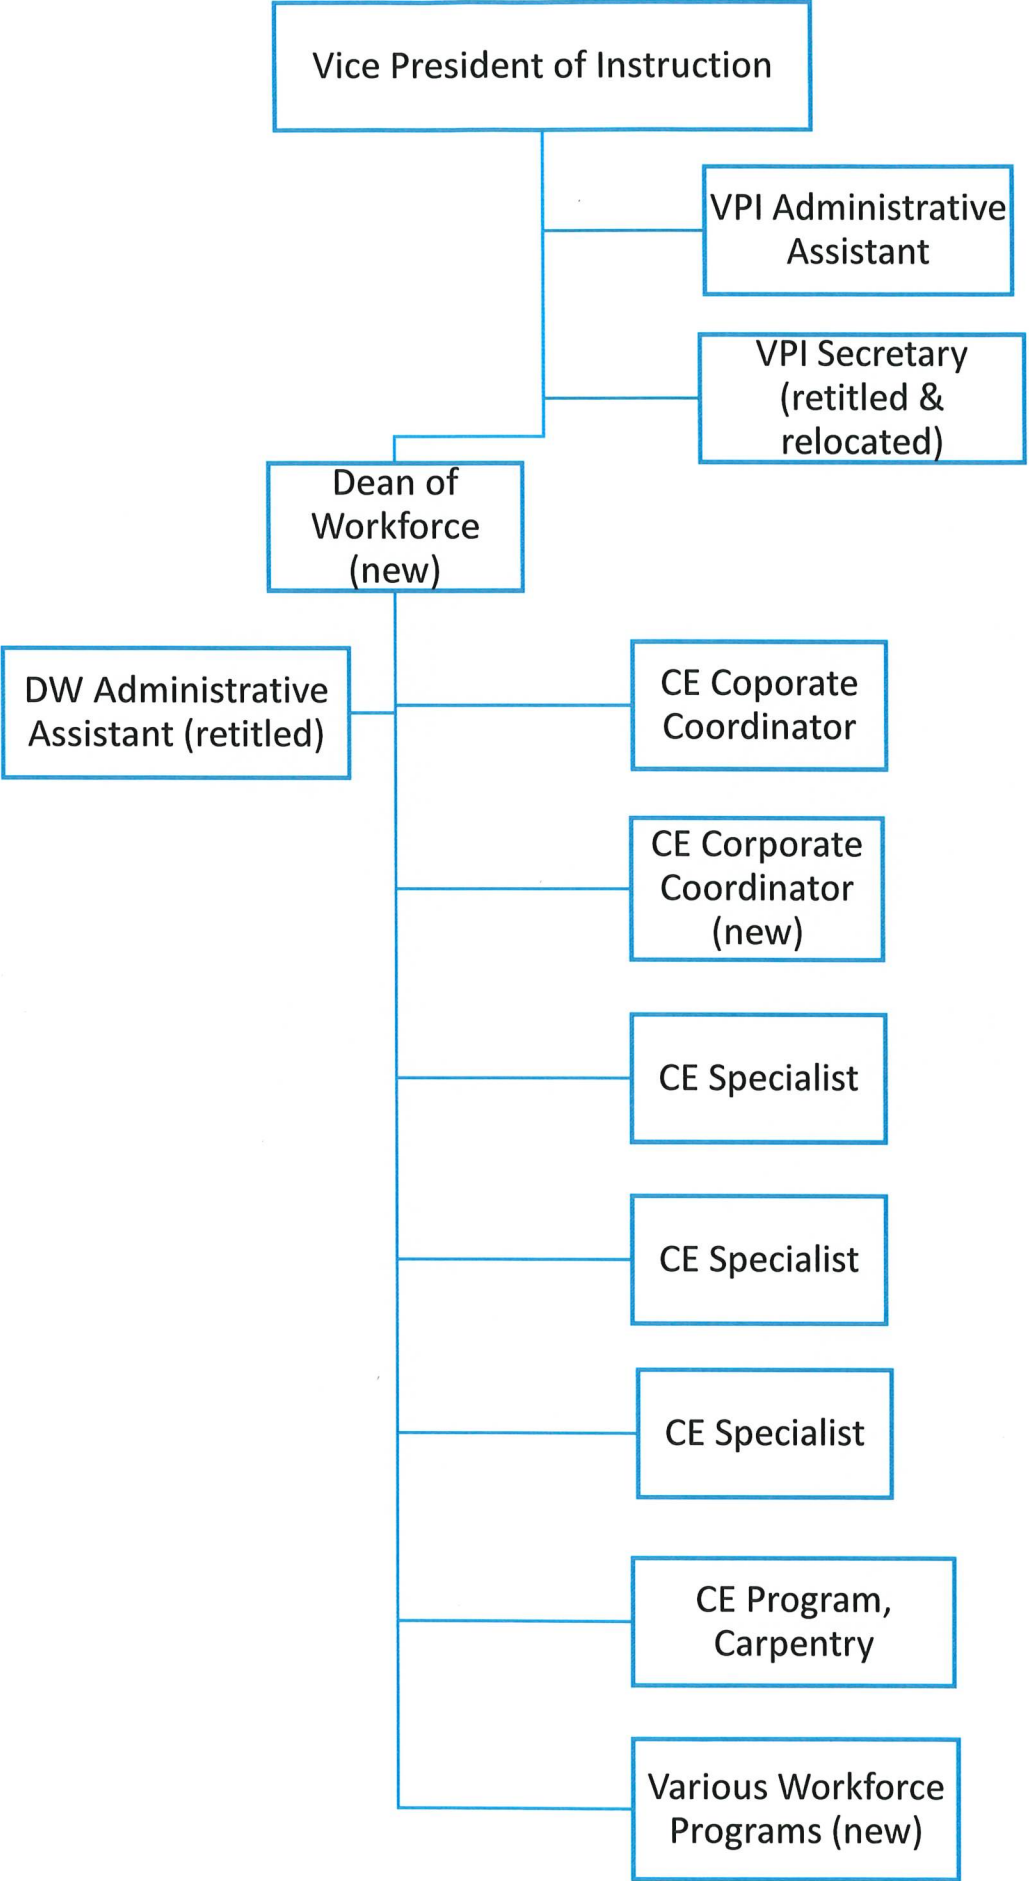 Vice President of Instruction
VPI Administrative
Assistant
VPI Secretary
(retitled &
relocated)
Dean of
Workforce
(new)
DW Administrative
Assistant (retitled)
CE Coporate
Coordinator
CE Corporate
Coordinator
(new)
CE Specialist
CE Specialist
CE Specialist
CE Program,
Carpentry
Various Workforce
Programs (new)